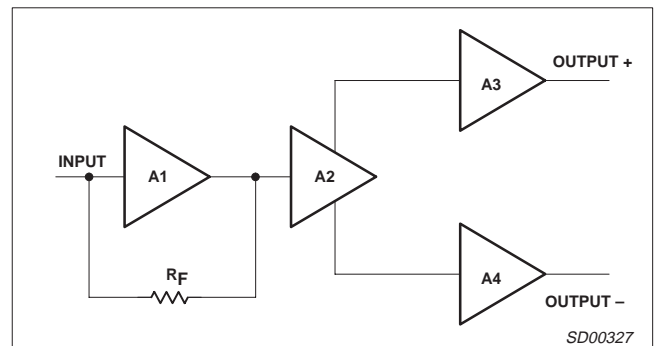 A3
OUTPUT +
INPUT
A1
A2
RF
A4
OUTPUT –
SD00327